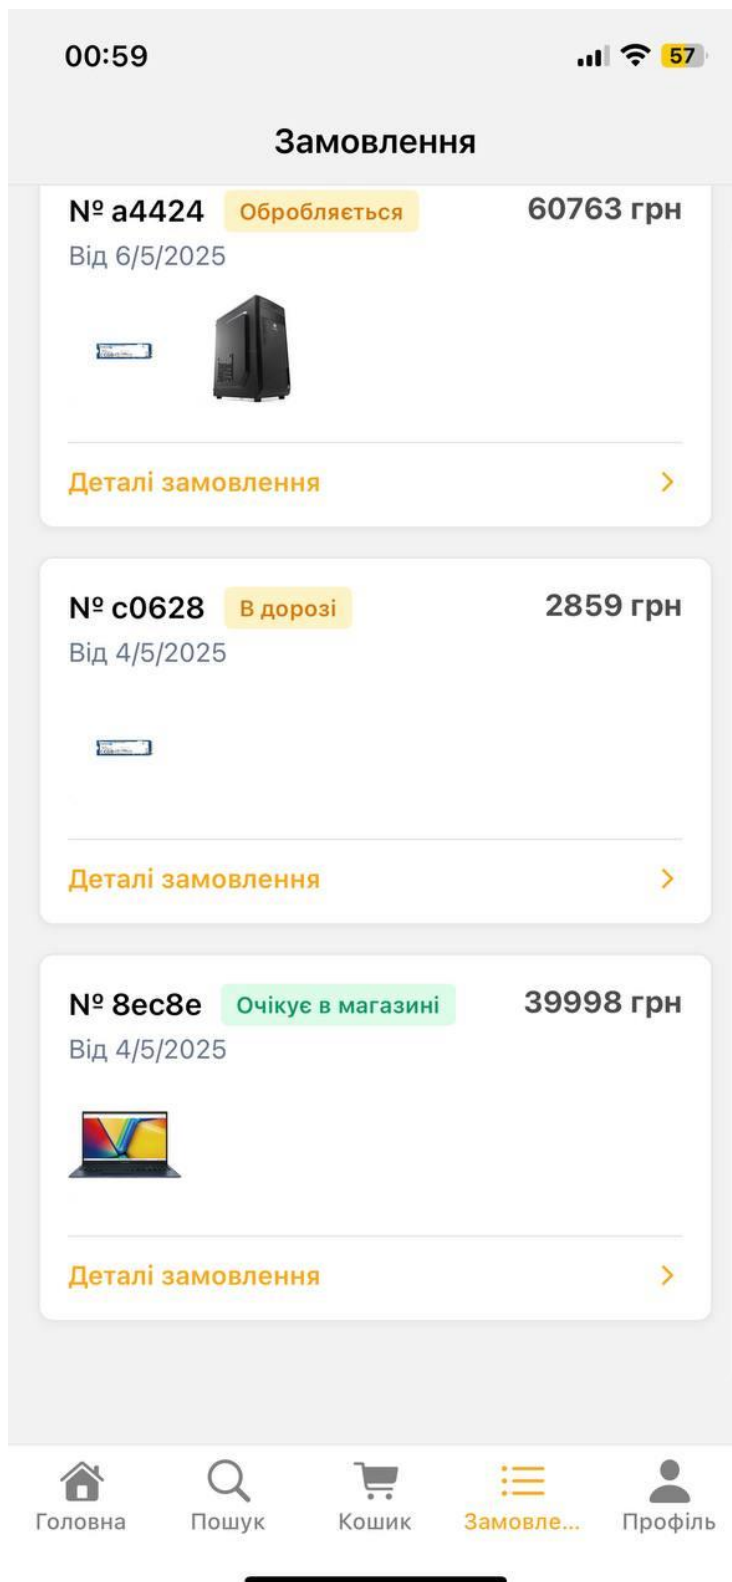 00:59
57
Замовлення
№ a4424 Обробляється 60763 грн
Від 6/5/2025
Деталі замовлення
№ c0628 В дорозі 2859 грн
Від 4/5/2025
Деталі замовлення
№ 8ec8e Очікує в магазині 39998 грн
Від 4/5/2025
Деталі замовлення
Головна Пошук Кошик Замовле... Профіль